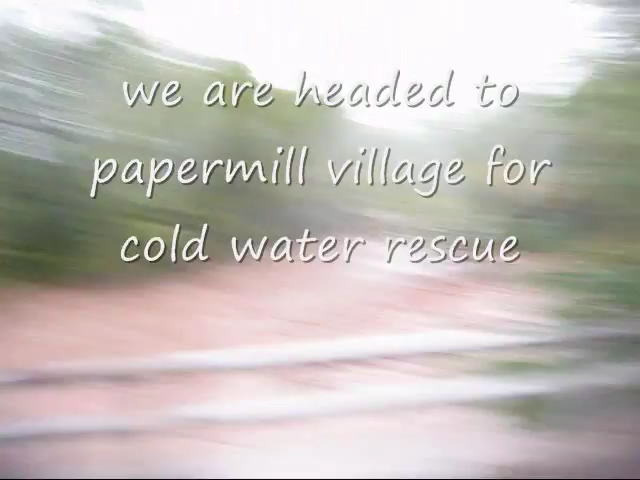 we are headed to
papermill village for
cold water rescue